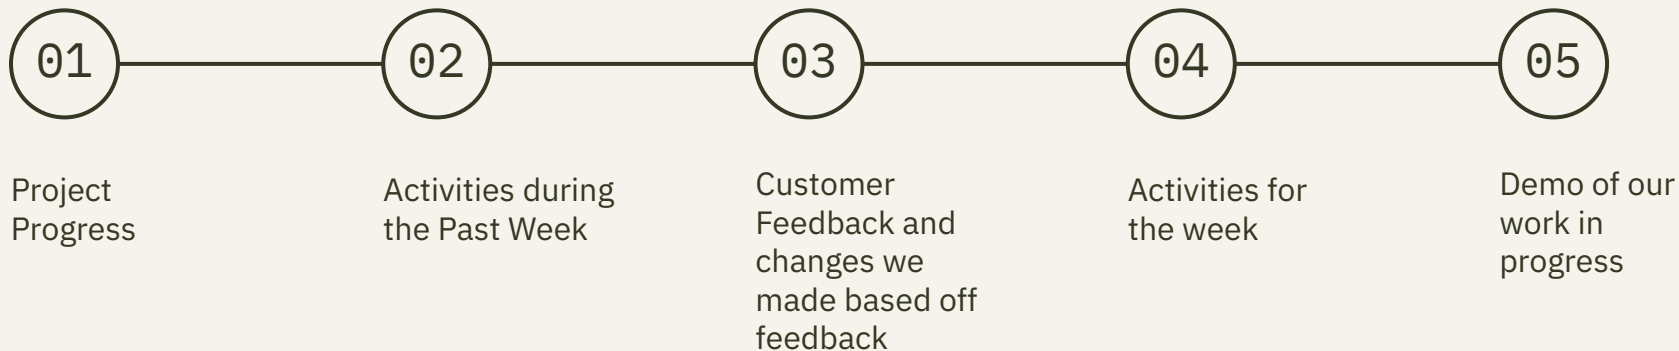 01
02
03
04
05
Project
Progress
Activities during
the Past Week
Customer
Feedback and
changes we
made based off
feedback
Activities for
the week
Demo of our
work in
progress